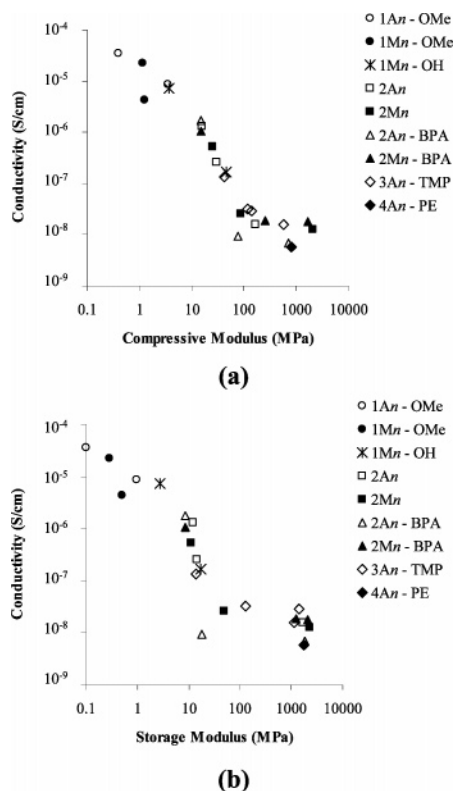 (a)
Conductivity (S/cm)
10⁻⁴
10⁻⁵
10⁻⁶
10⁻⁷
10⁻⁸
10⁻⁹
0.1 1 10 100 1000 10000
Compressive Modulus (MPa)
1An - OMe
1Mn - OMe
1Mn - OH
2An
2Mn
2An - BPA
2Mn - BPA
3An - TMP
4An - PE
(a)
Conductivity (S/cm)
10⁻⁴
10⁻⁵
10⁻⁶
10⁻⁷
10⁻⁸
10⁻⁹
0.1 1 10 100 1000 10000
Storage Modulus (MPa)
1An - OMe
1Mn - OMe
1Mn - OH
2An
2Mn
2An - BPA
2Mn - BPA
3An - TMP
4An - PE
(b)